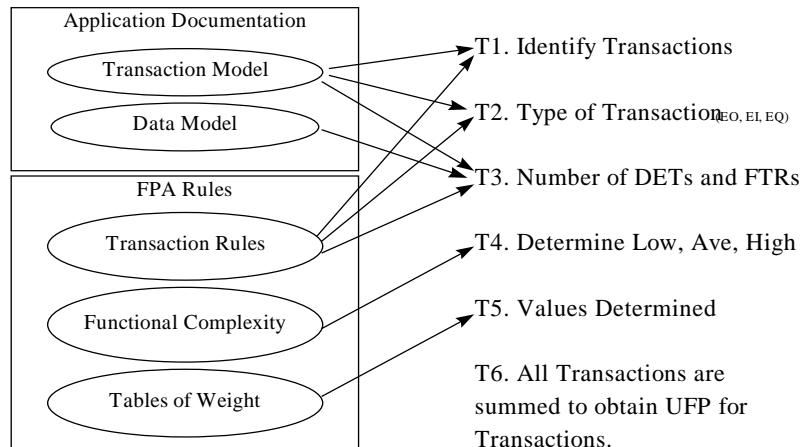 Application Documentation
Transaction Model
Data Model
FPA Rules
Transaction Rules
Functional Complexity
Tables of Weight
T1. Identify Transactions
T2. Type of Transaction(EO, EI, EQ)
T3. Number of DETs and FTRs
T4. Determine Low, Ave, High
T5. Values Determined
T6. All Transactions are
summed to obtain UFP for
Transactions.